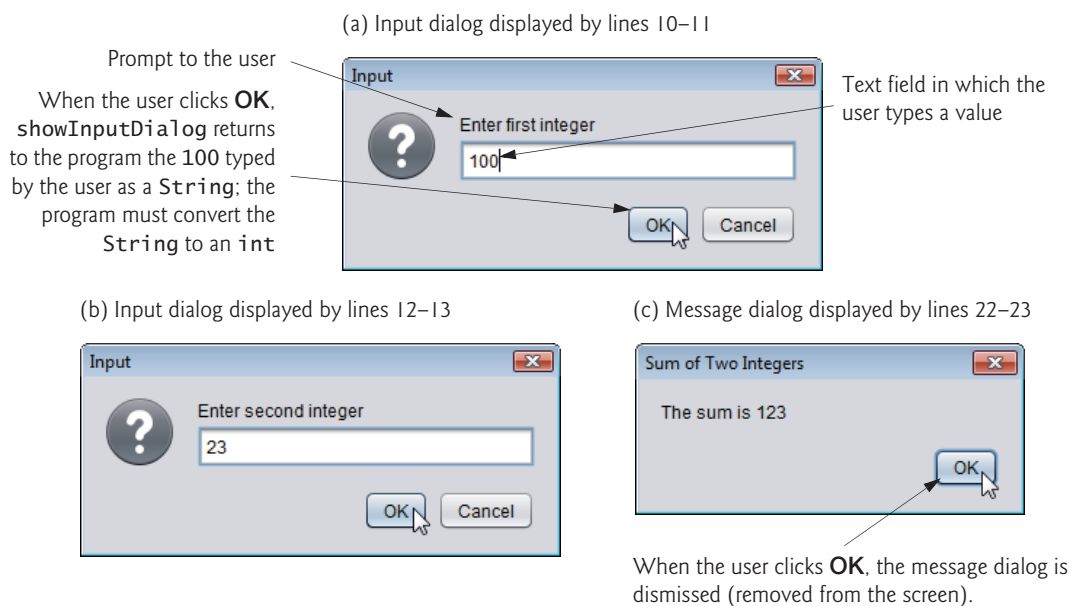 (a) Input dialog displayed by lines 10–11
Prompt to the user
When the user clicks OK,
showInputDialog returns
to the program the 100 typed
by the user as a String; the
program must convert the
String to an int
Input
Enter first integer
100
OK
Cancel
Text field in which the
user types a value
(b) Input dialog displayed by lines 12–13
Input
Enter second integer
23
OK
Cancel
(c) Message dialog displayed by lines 22–23
Sum of Two Integers
The sum is 123
OK
When the user clicks OK, the message dialog is
dismissed (removed from the screen).